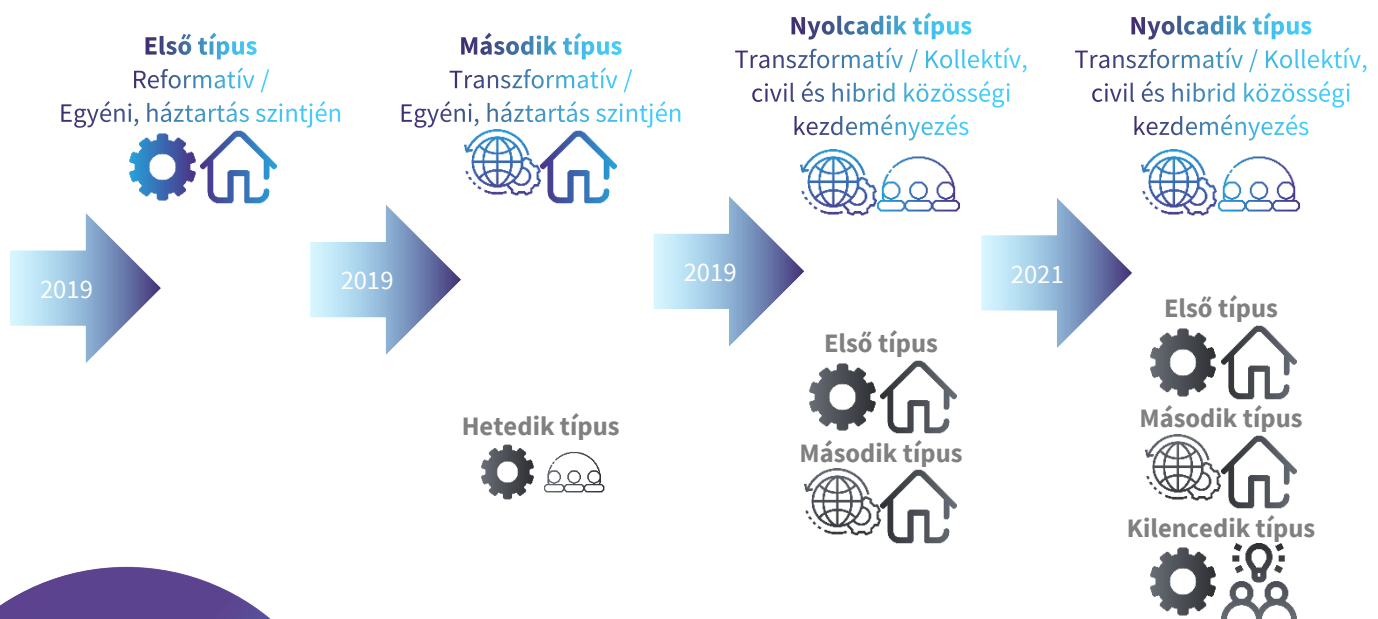 Első típus
Reformatív /
Egyéni, háztartás szintjén
2019
Második típus
Transzformatív /
Egyéni, háztartás szintjén
2019
Hetedik típus
Nyolcadik típus
Transzformatív / Kollektív,
civil és hibrid közösségi
kezdeményezés
2019
Első típus
Második típus
Nyolcadik típus
Transzformatív / Kollektív,
civil és hibrid közösségi
kezdeményezés
2021
Első típus
Második típus
Kilencedik típus